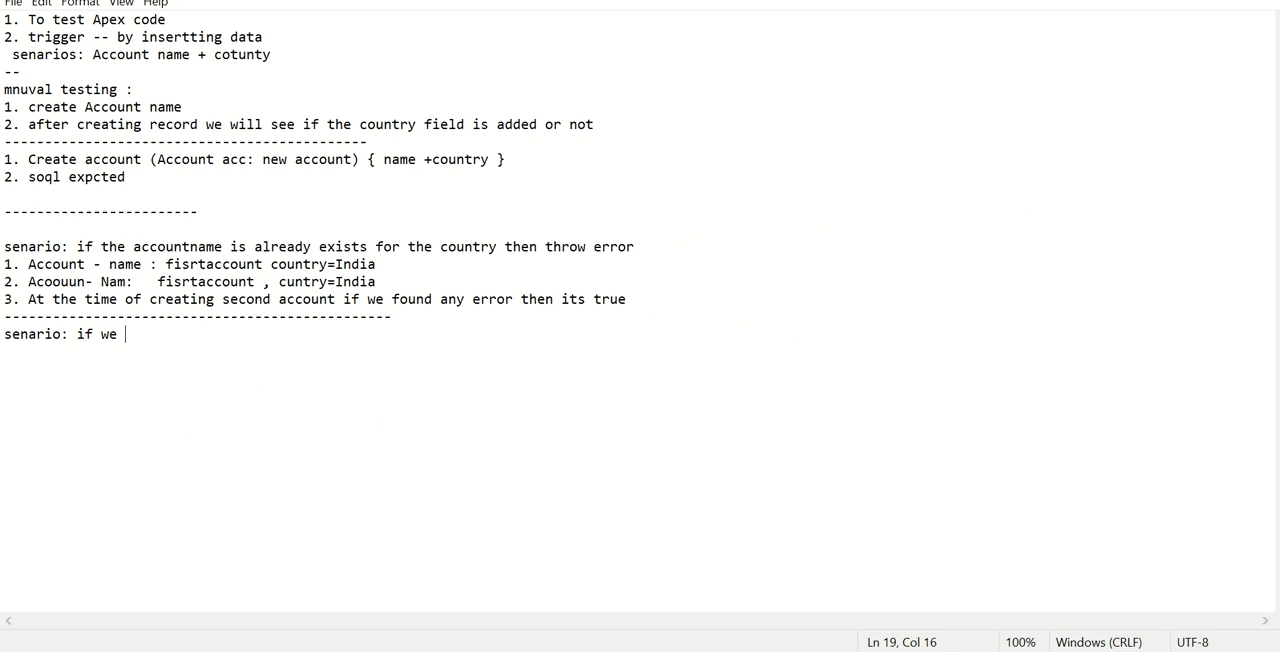 File Edit Format View Help
1. To test Apex code
2. trigger -- by insertting data
senarios: Account name + cotunty
--
mnuval testing :
1. create Account name
2. after creating record we will see if the country field is added or not
---------------------------------------------
1. Create account (Account acc: new account) { name +country }
2. soql expcted
------------------------
senario: if the accountname is already exists for the country then throw error
1. Account - name : fisrtaccount country=India
2. Acoouun- Nam:   fisrtaccount , cuntry=India
3. At the time of creating second account if we found any error then its true
------------------------------------------------
senario: if we
Ln 19, Col 16 100% Windows (CRLF) UTF-8